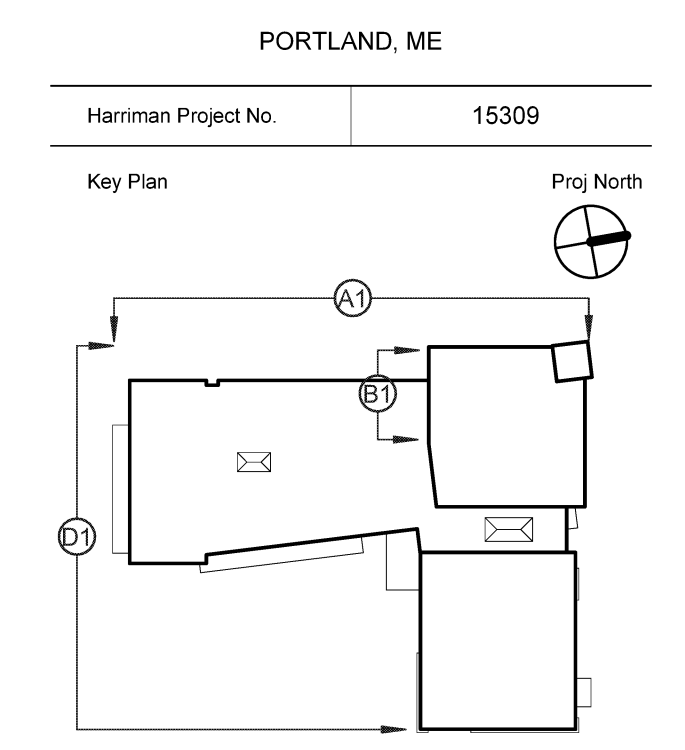 PORTLAND, ME
Harriman Project No. 15309
Key Plan Proj North
A1
B1
D1